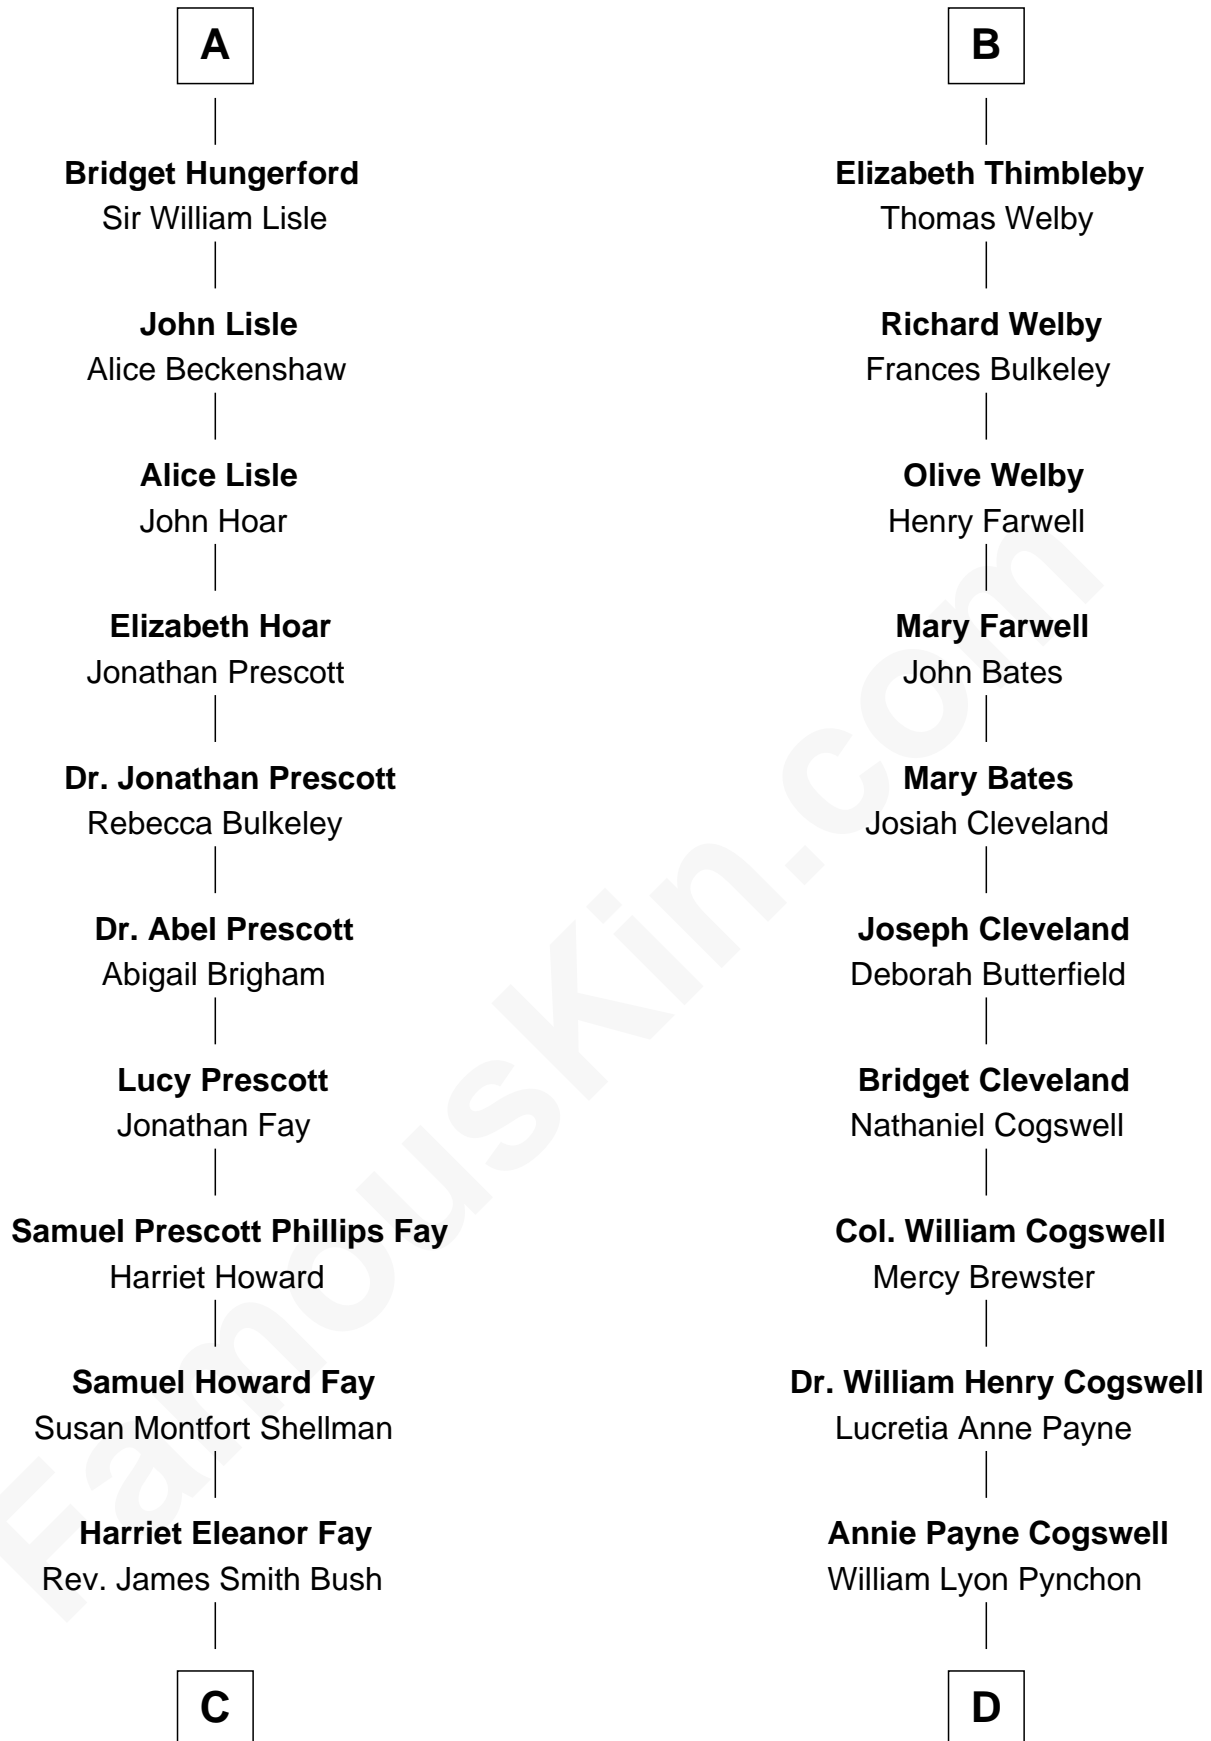 A
Bridget Hungerford
Sir William Lisle
John Lisle
Alice Beckenshaw
Alice Lisle
John Hoar
Elizabeth Hoar
Jonathan Prescott
Dr. Jonathan Prescott
Rebecca Bulkeley
Dr. Abel Prescott
Abigail Brigham
Lucy Prescott
Jonathan Fay
Samuel Prescott Phillips Fay
Harriet Howard
Samuel Howard Fay
Susan Montfort Shellman
Harriet Eleanor Fay
Rev. James Smith Bush
C
B
Elizabeth Thimbleby
Thomas Welby
Richard Welby
Frances Bulkeley
Olive Welby
Henry Farwell
Mary Farwell
John Bates
Mary Bates
Josiah Cleveland
Joseph Cleveland
Deborah Butterfield
Bridget Cleveland
Nathaniel Cogswell
Col. William Cogswell
Mercy Brewster
Dr. William Henry Cogswell
Lucretia Anne Payne
Annie Payne Cogswell
William Lyon Pynchon
D
FamousKin.com